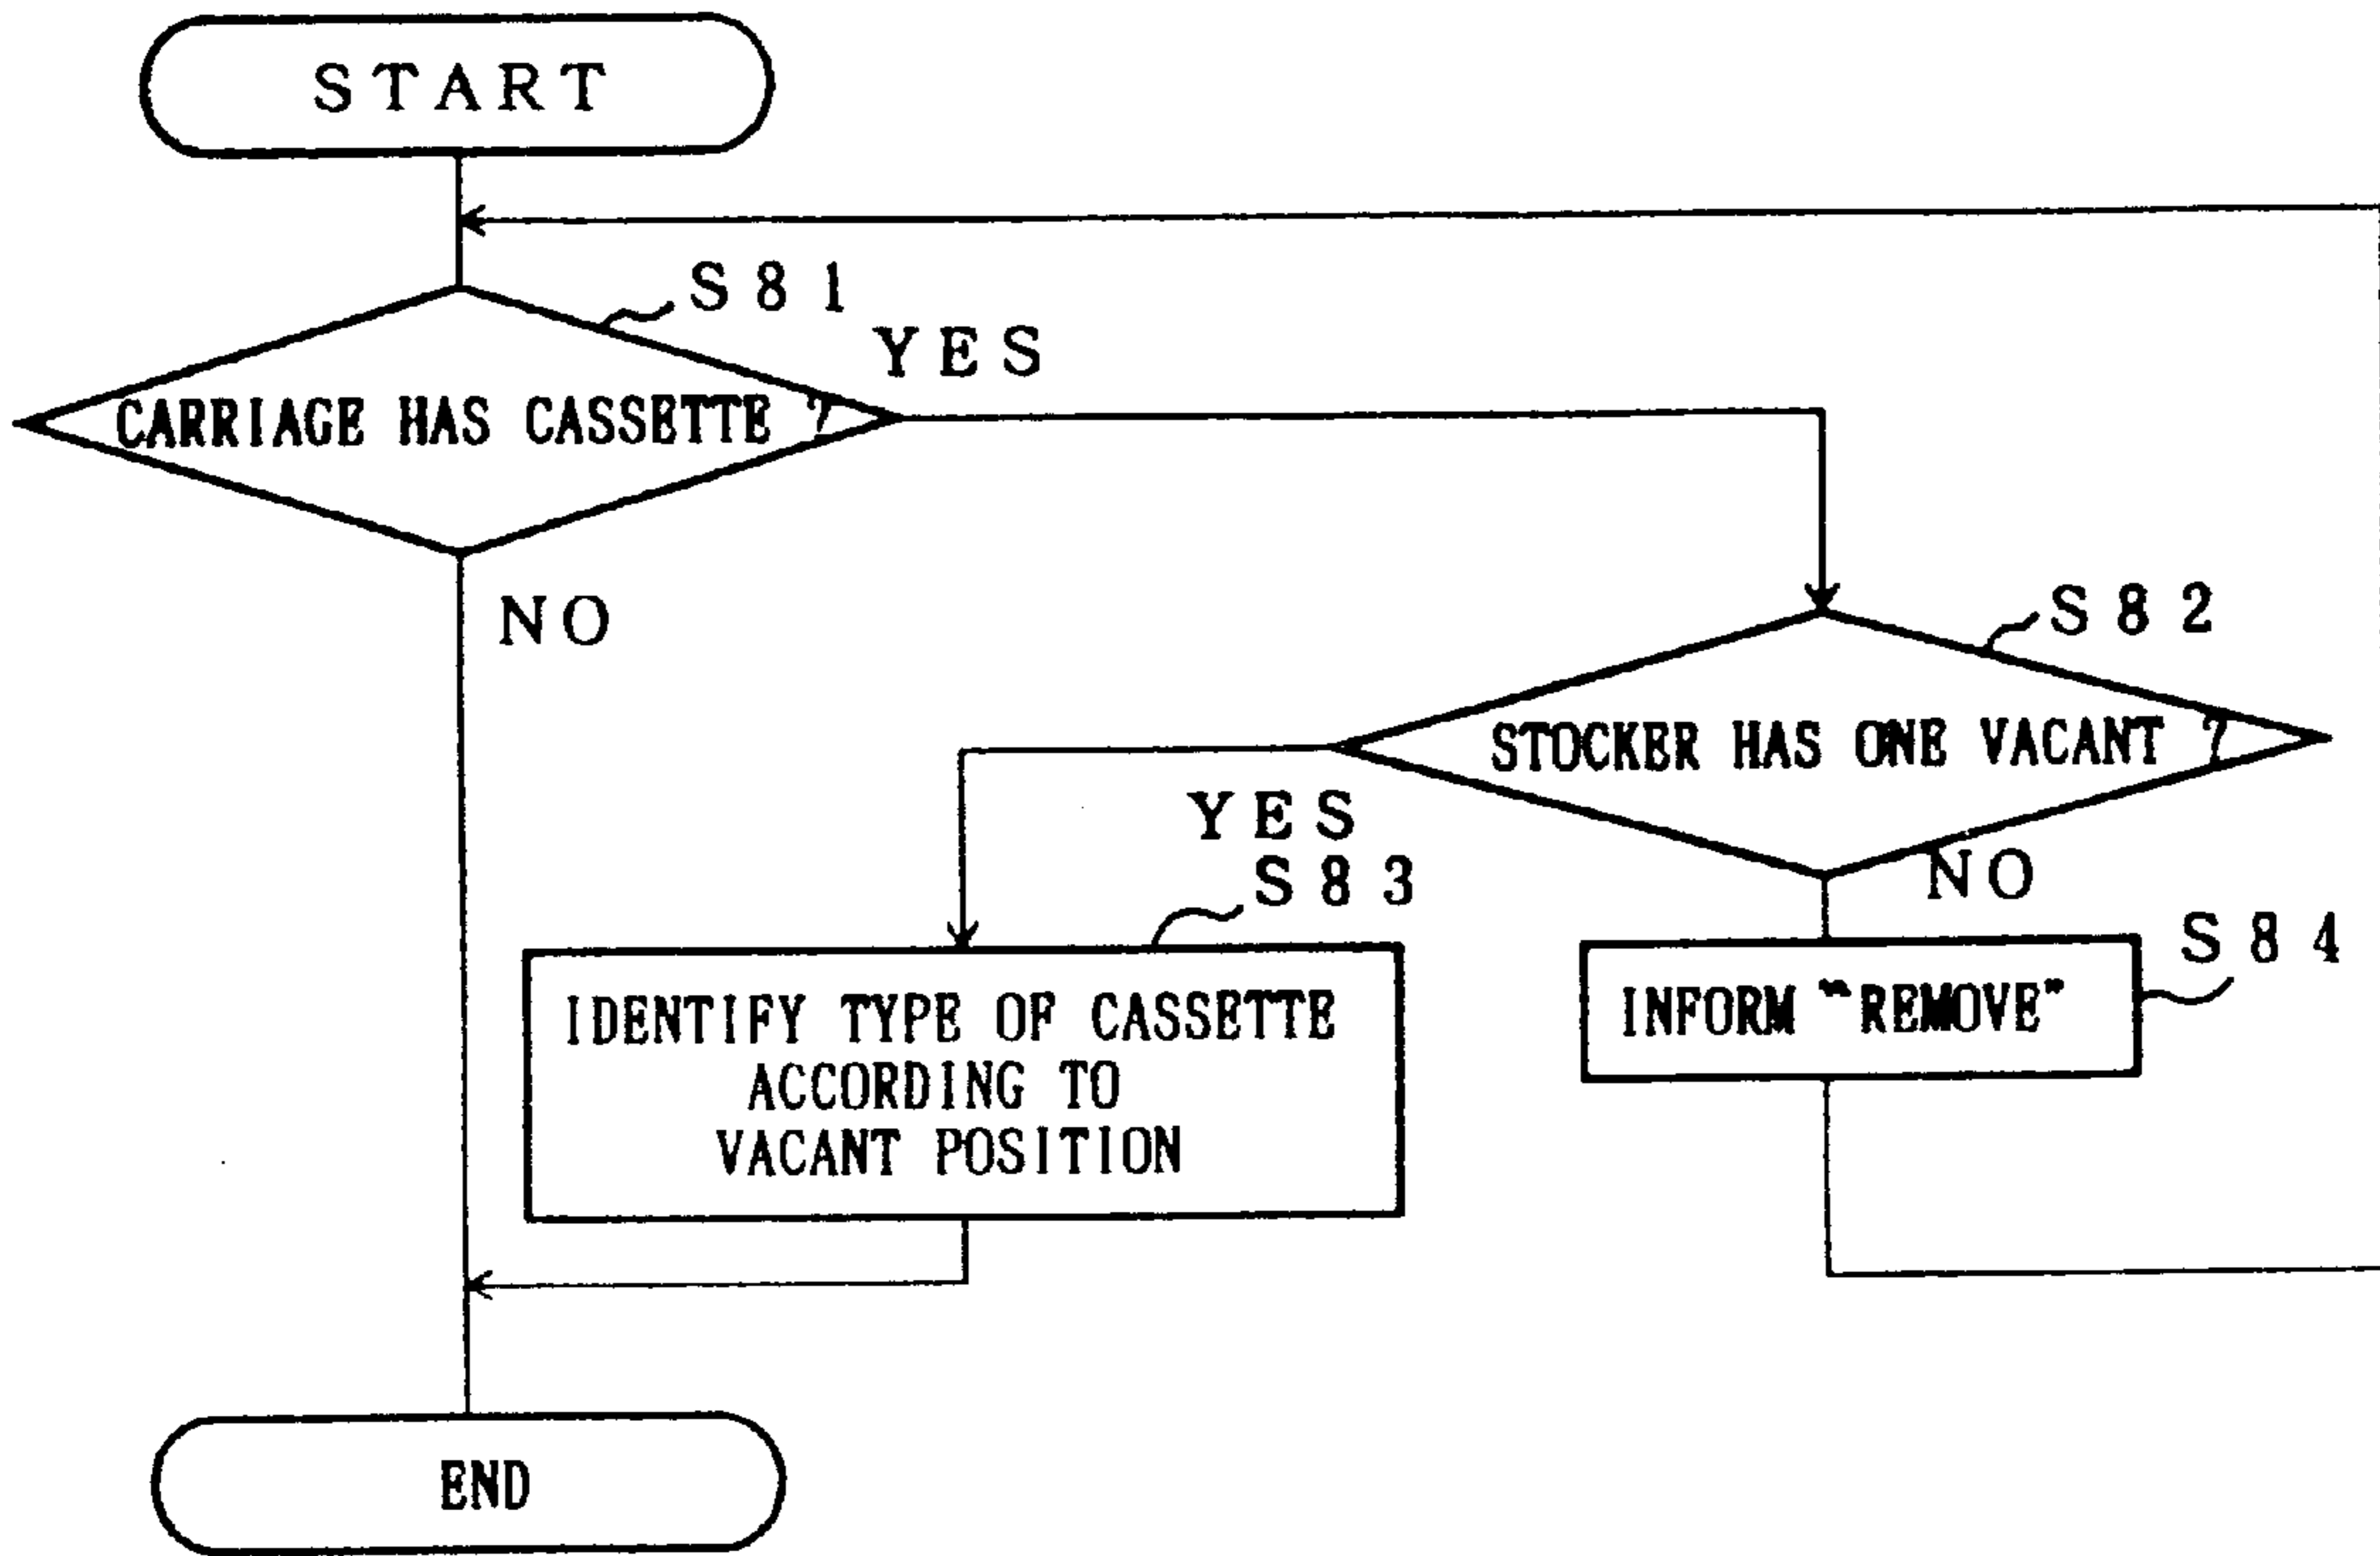 START
S81
YES
CARRIAGE HAS CASSETTE ?
NO
S82
STOCKER HAS ONE VACANT ?
YES
NO
S83
S84
IDENTIFY TYPE OF CASSETTE
ACCORDING TO
VACANT POSITION
INFORM "REMOVE"
END